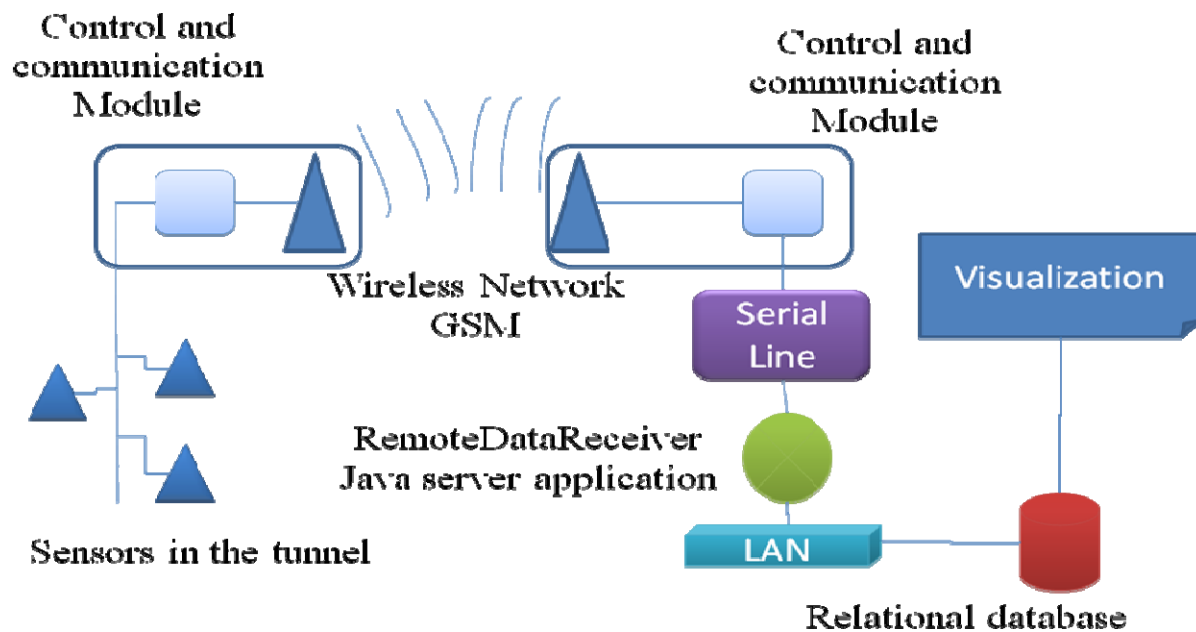 Control and
communication
Module
Control and
communication
Module
Wireless Network
GSM
Visualization
Serial
Line
RemoteDataReceiver
Java server application
Sensors in the tunnel
LAN
Relational database